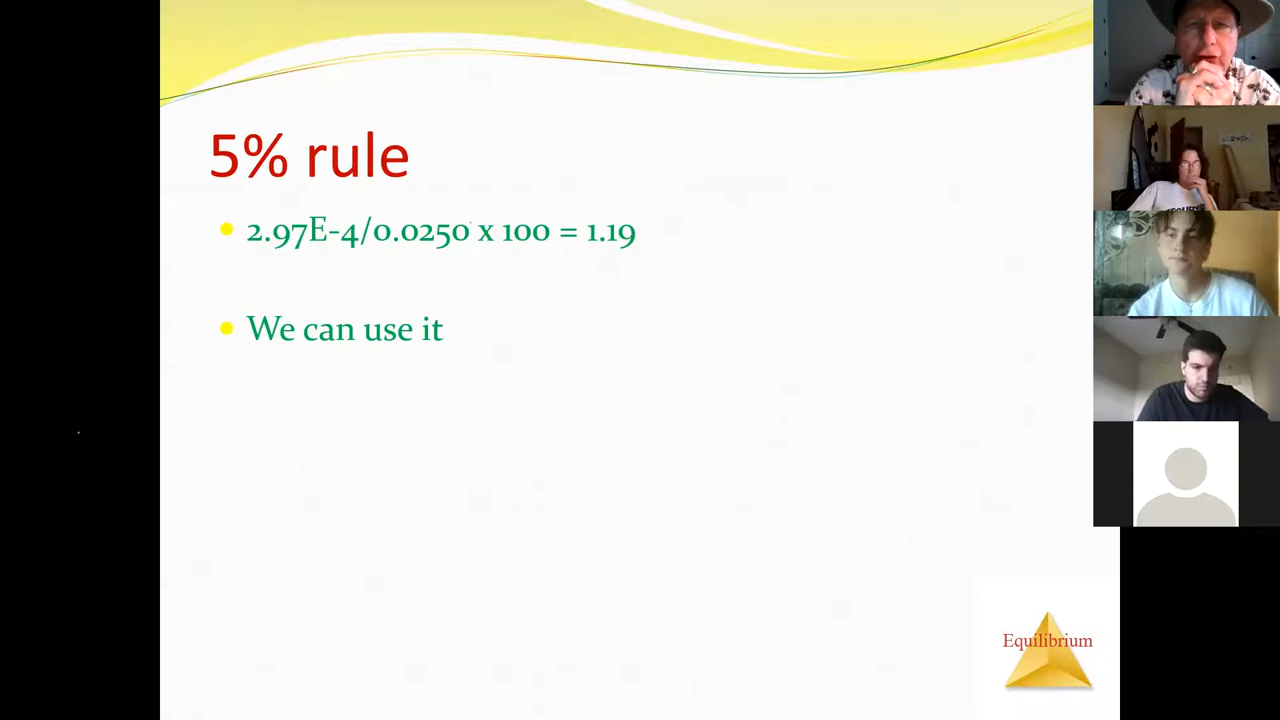 5% rule
2.97E-4/0.0250 x 100 = 1.19
We can use it
Equilibrium